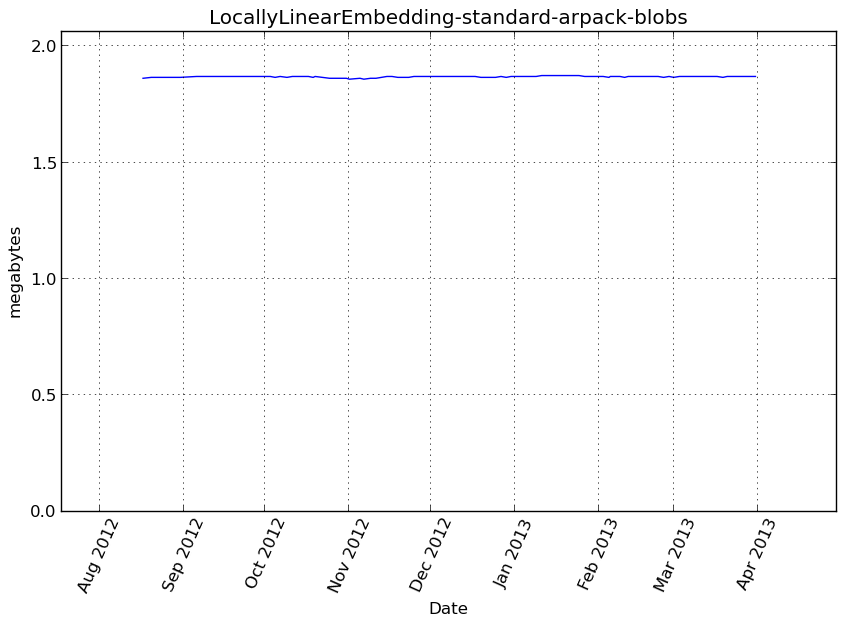 LocallyLinearEmbedding-standard-arpack-blobs
2.0
1.5
1.0
0.5
0.0
megabytes
Aug 2012
Sep 2012
Oct 2012
Nov 2012
Dec 2012
Jan 2013
Feb 2013
Mar 2013
Apr 2013
Date